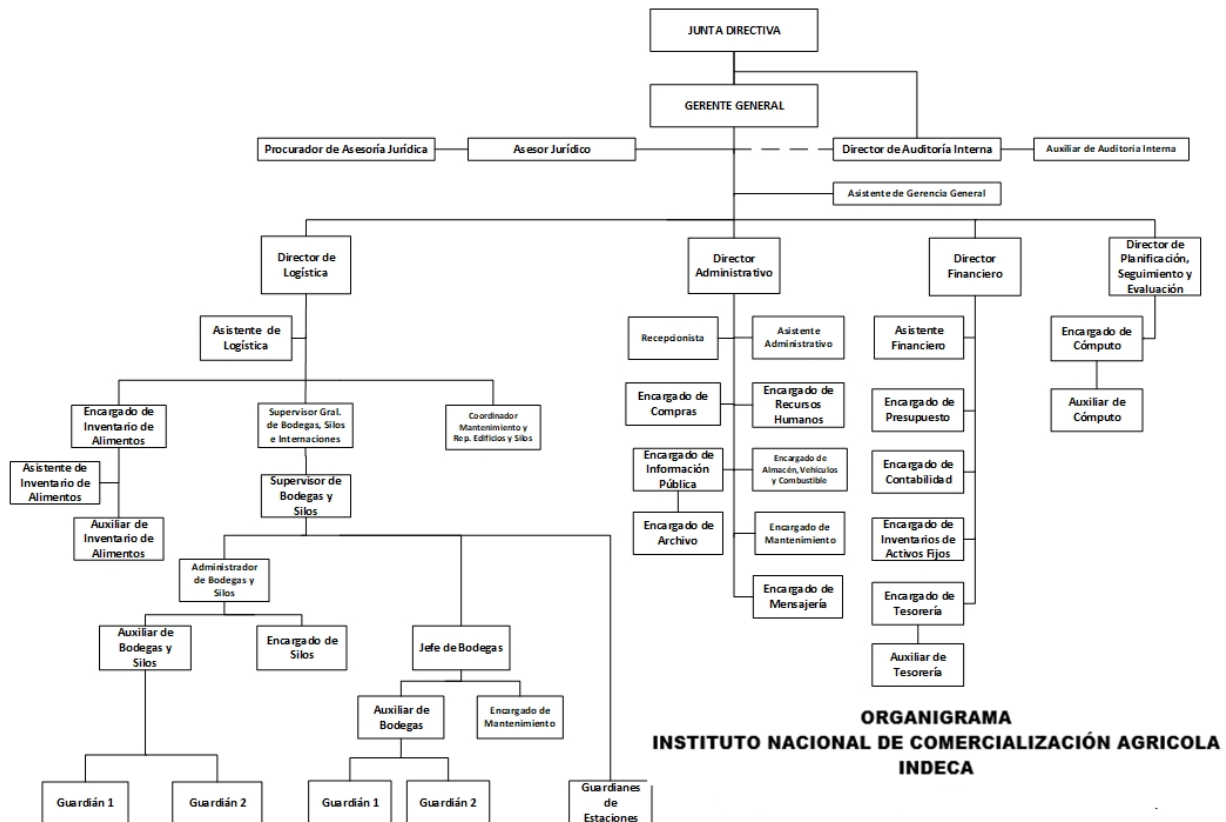 JUNTA DIRECTIVA
GERENTE GENERAL
Procurador de Asesoría Jurídica
Asesor Jurídico
Director de Auditoría Interna
Auxiliar de Auditoría Interna
Asistente de Gerencia General
Director de
Logística
Director
Administrativo
Director
Financiero
Director de
Planificación,
Seguimiento y
Evaluación
Asistente de
Logística
Recepcionista
Asistente
Administrativo
Asistente
Financiero
Encargado de
Cómputo
Encargado de
Inventario de
Alimentos
Supervisor Gral.
de Bodegas, Silos
e Internaciones
Coordinador
Mantenimiento y
Rep. Edificios y Silos
Encargado de
Compras
Encargado de
Recursos
Humanos
Encargado de
Presupuesto
Auxiliar de
Cómputo
Asistente de
Inventario de
Alimentos
Supervisor de
Bodegas y
Silos
Encargado de
Información
Pública
Encargado de
Almacén, Vehículos
y Combustible
Encargado de
Contabilidad
Auxiliar de
Inventario de
Alimentos
Encargado de
Archivo
Encargado de
Mantenimiento
Encargado de
Inventarios de
Activos Fijos
Administrador
de Bodegas y
Silos
Encargado de
Mensajería
Encargado de
Tesorería
Auxiliar de
Bodegas y
Silos
Encargado de
Silos
Jefe de Bodegas
Auxiliar de
Tesorería
Auxiliar de
Bodegas
Encargado de
Mantenimiento
ORGANIGRAMA
INSTITUTO NACIONAL DE COMERCIALIZACIÓN AGRICOLA
INDECA
Guardián 1
Guardián 2
Guardián 1
Guardián 2
Guardianes
de
Estaciones